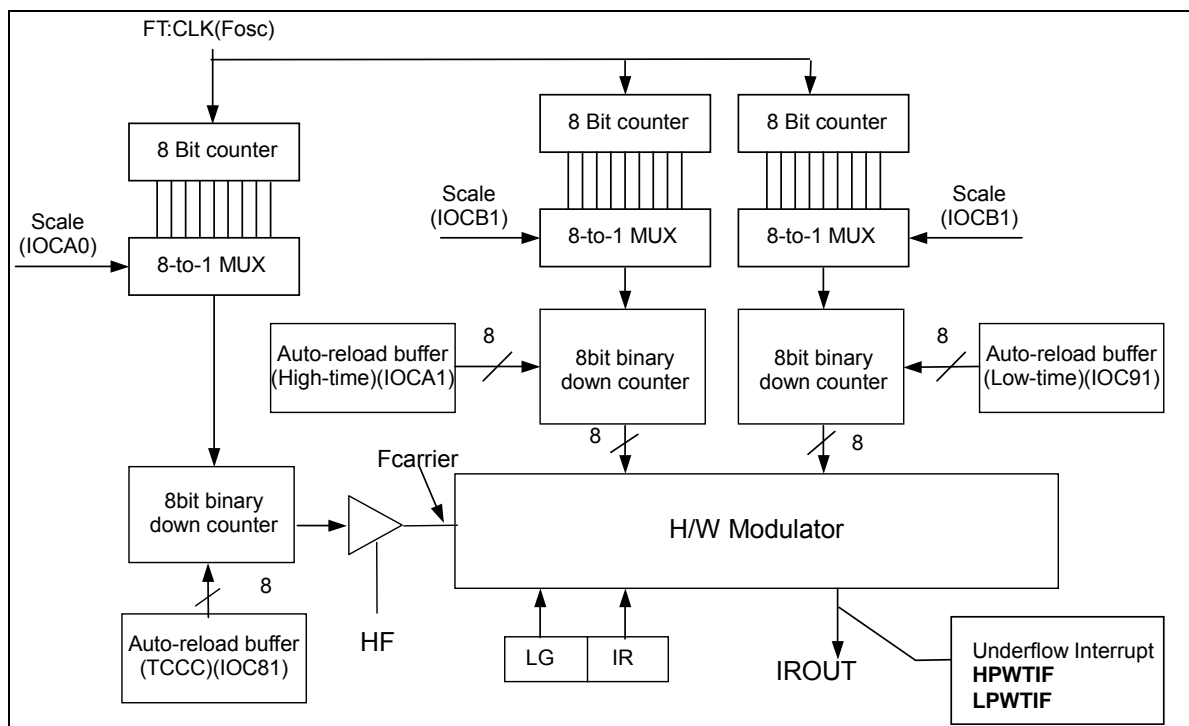 FT:CLK(Fosc)
8 Bit counter
8 Bit counter
8 Bit counter
Scale
(IOCA0)
Scale
(IOCB1)
Scale
(IOCB1)
8-to-1 MUX
8-to-1 MUX
8-to-1 MUX
Auto-reload buffer
(High-time)(IOCA1)
8
8bit binary
down counter
8bit binary
down counter
8
Auto-reload buffer
(Low-time)(IOC91)
8
8
Fcarrier
8bit binary
down counter
H/W Modulator
8
HF
Auto-reload buffer
(TCCC)(IOC81)
LG
IR
IROUT
Underflow Interrupt
HPWTIF
LPWTIF